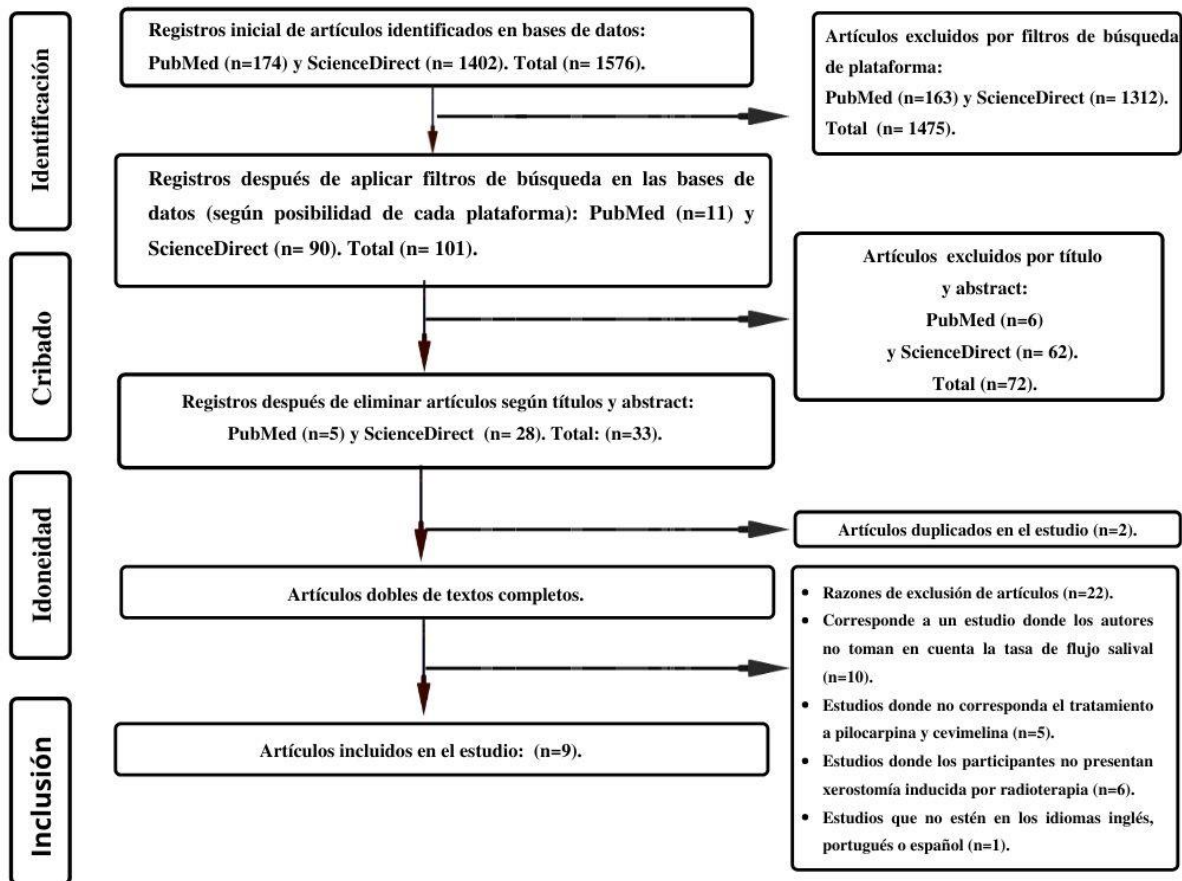 Identificación
Registros inicial de artículos identificados en bases de datos:
PubMed (n=174) y ScienceDirect (n= 1402). Total (n= 1576).
Artículos excluidos por filtros de búsqueda
de plataforma:
PubMed (n=163) y ScienceDirect (n= 1312).
Total (n= 1475).
Registros después de aplicar filtros de búsqueda en las bases de
datos (según posibilidad de cada plataforma): PubMed (n=11) y
ScienceDirect (n= 90). Total (n= 101).
Cribado
Artículos excluidos por título
y abstract:
PubMed (n=6)
y ScienceDirect (n= 62).
Total (n=72).
Registros después de eliminar artículos según títulos y abstract:
PubMed (n=5) y ScienceDirect (n= 28). Total: (n=33).
Idoneidad
Artículos duplicados en el estudio (n=2).
Artículos dobles de textos completos.
• Razones de exclusión de artículos (n=22).
• Corresponde a un estudio donde los autores
no toman en cuenta la tasa de flujo salival
(n=10).
• Estudios donde no corresponda el tratamiento
a pilocarpina y cevimelina (n=5).
• Estudios donde los participantes no presentan
xerostomía inducida por radioterapia (n=6).
• Estudios que no estén en los idiomas inglés,
portugués o español (n=1).
Inclusión
Artículos incluidos en el estudio: (n=9).